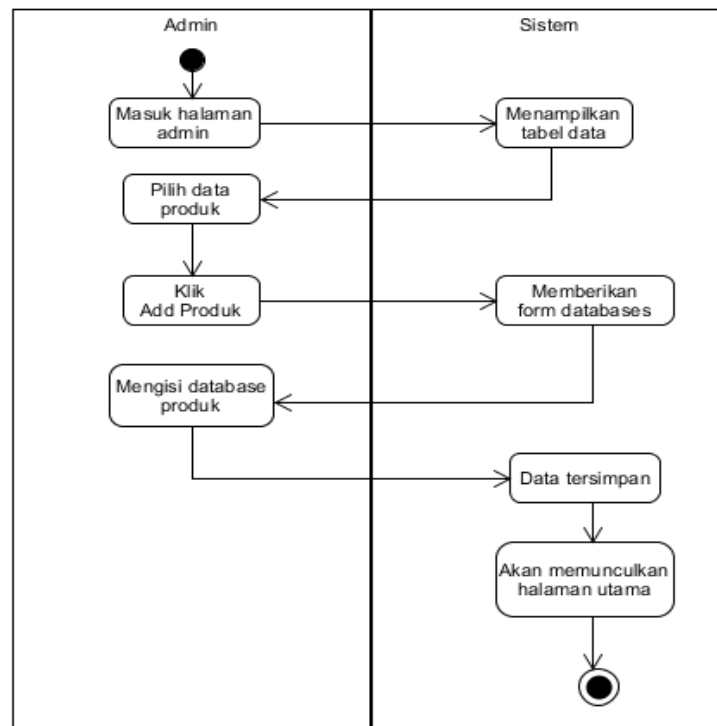 Admin
Sistem
Masuk halaman
admin
Menampilkan
tabel data
Pilih data
produk
Klik
Add Produk
Memberikan
form databases
Mengisi database
produk
Data tersimpan
Akan memunculkan
halaman utama